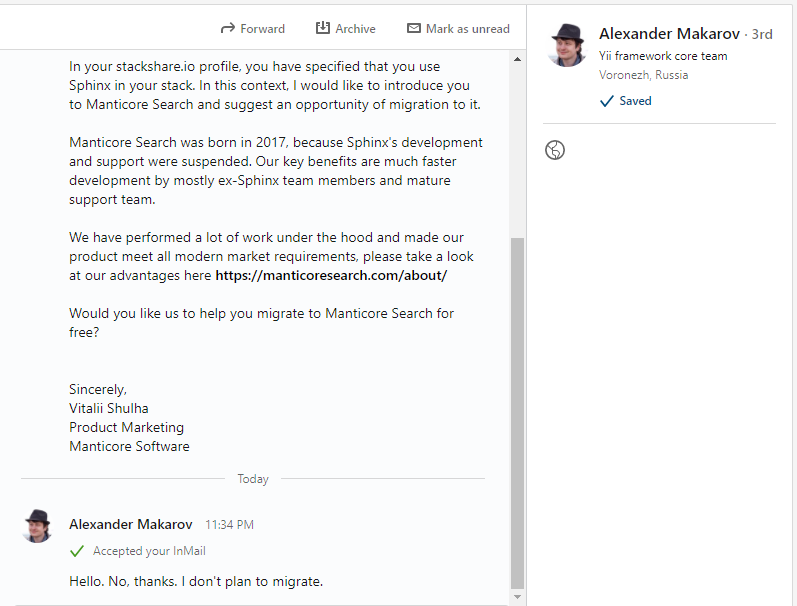 Forward
Archive
Mark as unread
In your stackshare.io profile, you have specified that you use
Sphinx in your stack. In this context, I would like to introduce you
to Manticore Search and suggest an opportunity of migration to it.
Manticore Search was born in 2017, because Sphinx's development
and support were suspended. Our key benefits are much faster
development by mostly ex-Sphinx team members and mature
support team.
We have performed a lot of work under the hood and made our
product meet all modern market requirements, please take a look
at our advantages here https://manticoresearch.com/about/
Would you like us to help you migrate to Manticore Search for
free?
Sincerely,
Vitalii Shulha
Product Marketing
Manticore Software
Today
Alexander Makarov 11:34 PM
Accepted your InMail
Hello. No, thanks. I don't plan to migrate.
Alexander Makarov · 3rd
Yii framework core team
Voronezh, Russia
Saved